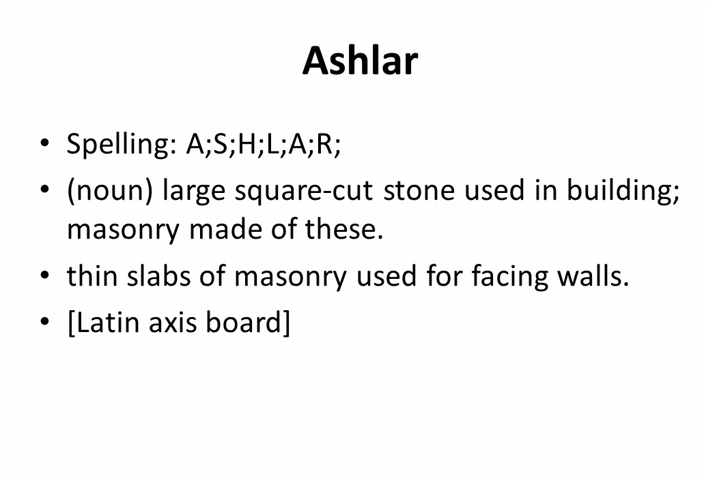 Ashlar
• Spelling: A;S;H;L;A;R;
• (noun) large square-cut stone used in building;
masonry made of these.
• thin slabs of masonry used for facing walls.
• [Latin axis board]